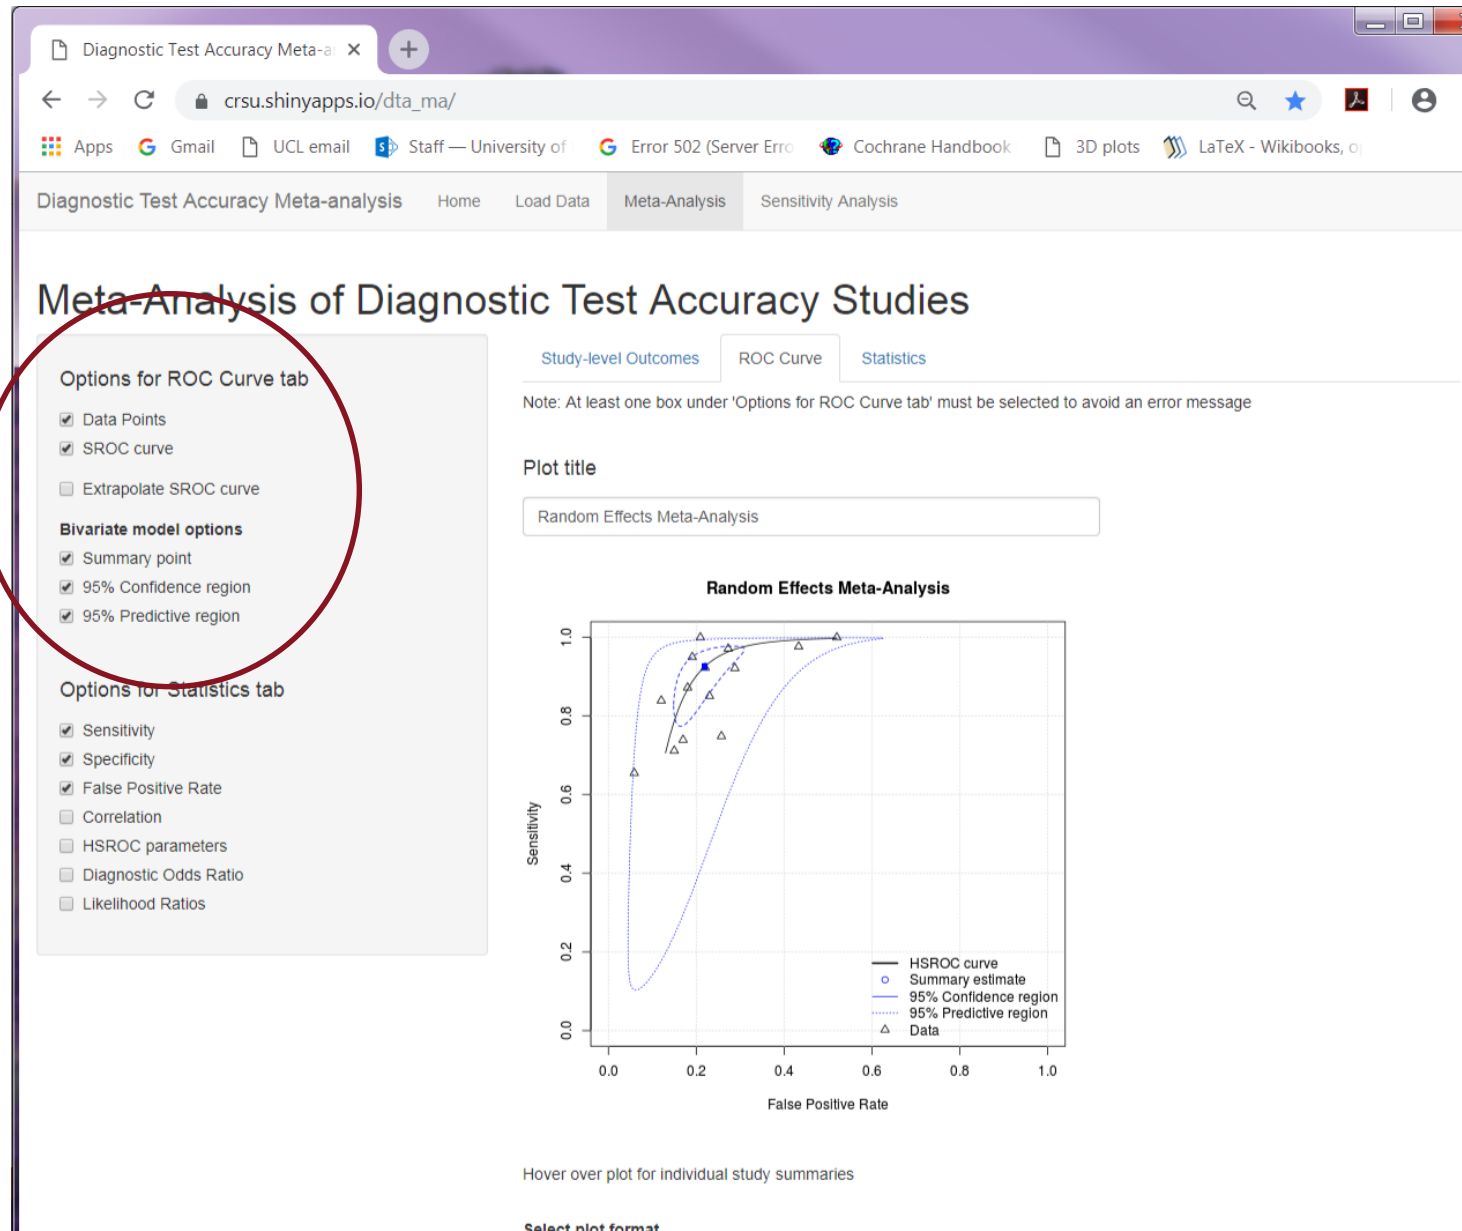 Diagnostic Test Accuracy Meta-a
crsu.shinyapps.io/dta_ma/
Apps Gmail UCL email Staff — University of Error 502 (Server Erro Cochrane Handbook 3D plots LaTeX - Wikibooks, o
Diagnostic Test Accuracy Meta-analysis Home Load Data Meta-Analysis Sensitivity Analysis
Meta-Analysis of Diagnostic Test Accuracy Studies
Options for ROC Curve tab
Data Points
SROC curve
Extrapolate SROC curve
Bivariate model options
Summary point
95% Confidence region
95% Predictive region
Options for Statistics tab
Sensitivity
Specificity
False Positive Rate
Correlation
HSROC parameters
Diagnostic Odds Ratio
Likelihood Ratios
Study-level Outcomes ROC Curve Statistics
Note: At least one box under 'Options for ROC Curve tab' must be selected to avoid an error message
Plot title
Random Effects Meta-Analysis
Random Effects Meta-Analysis
1.0
0.8
0.6
0.4
0.2
0.0
Sensitivity
HSROC curve
Summary estimate
95% Confidence region
95% Predictive region
Data
0.0 0.2 0.4 0.6 0.8 1.0
False Positive Rate
Hover over plot for individual study summaries
Select plot format